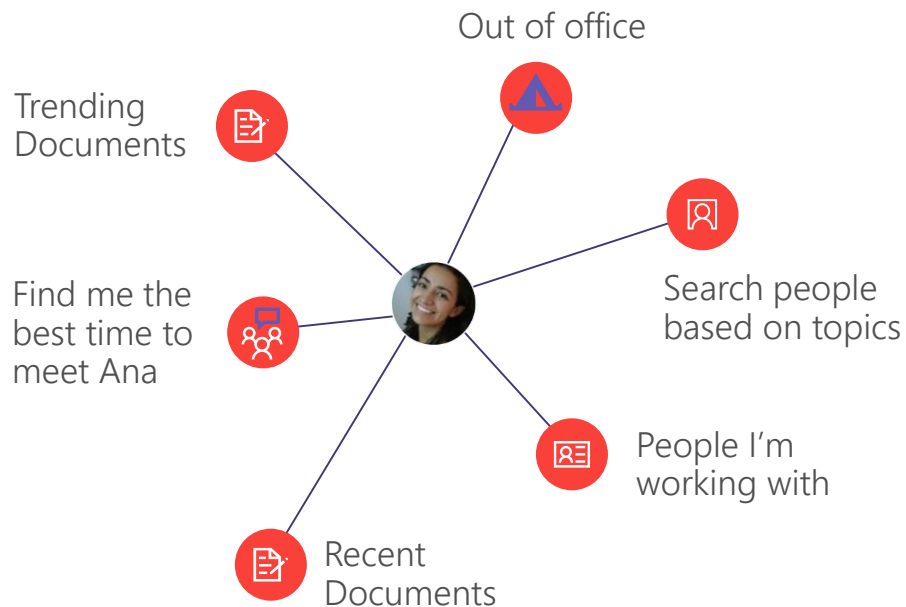 Out of office
Trending
Documents
Search people
based on topics
Find me the
best time to
meet Ana
People I’m
working with
Recent
Documents